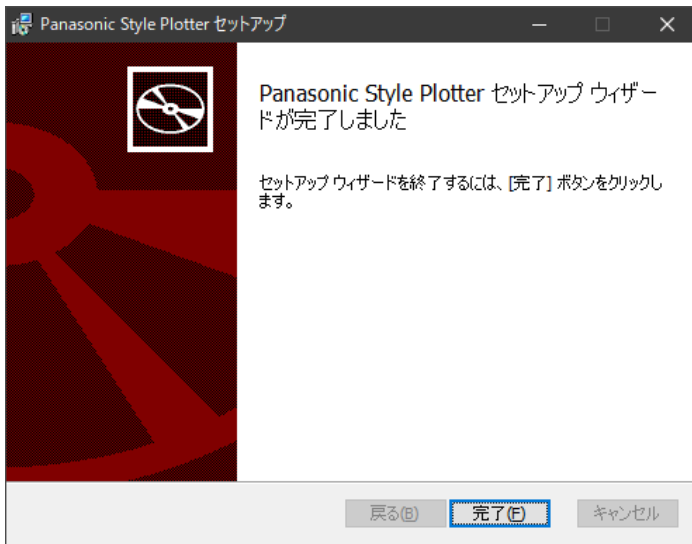 Panasonic Style Plotter セットアップ
Panasonic Style Plotter セットアップ ウィザー
ドが完了しました
セットアップ ウィザードを終了するには、[完了] ボタンをクリックし
ます。
戻る(B) 完了(F) キャンセル